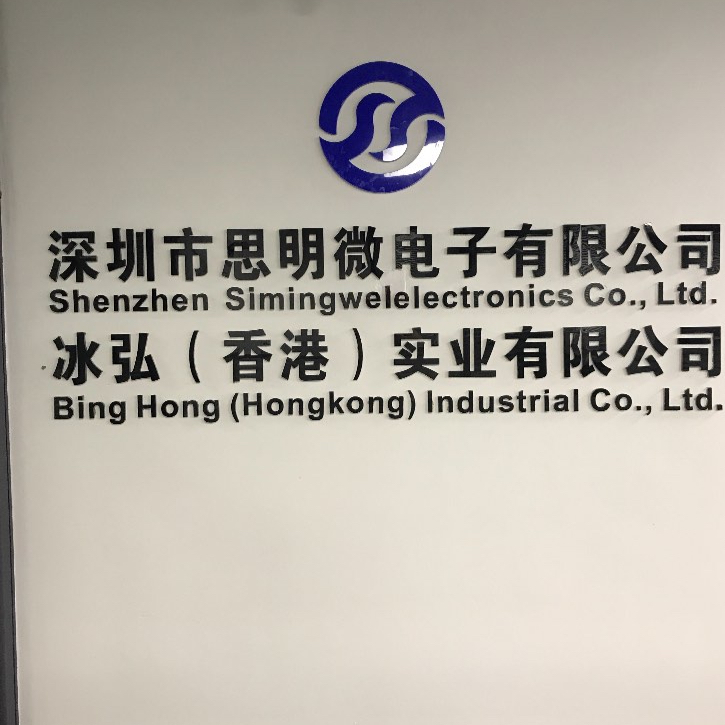 深圳市思明微电子有限公司
Shenzhen Simingwelelectronics Co., Ltd.
冰弘（香港）实业有限公司
Bing Hong (Hongkong) Industrial Co., Ltd.